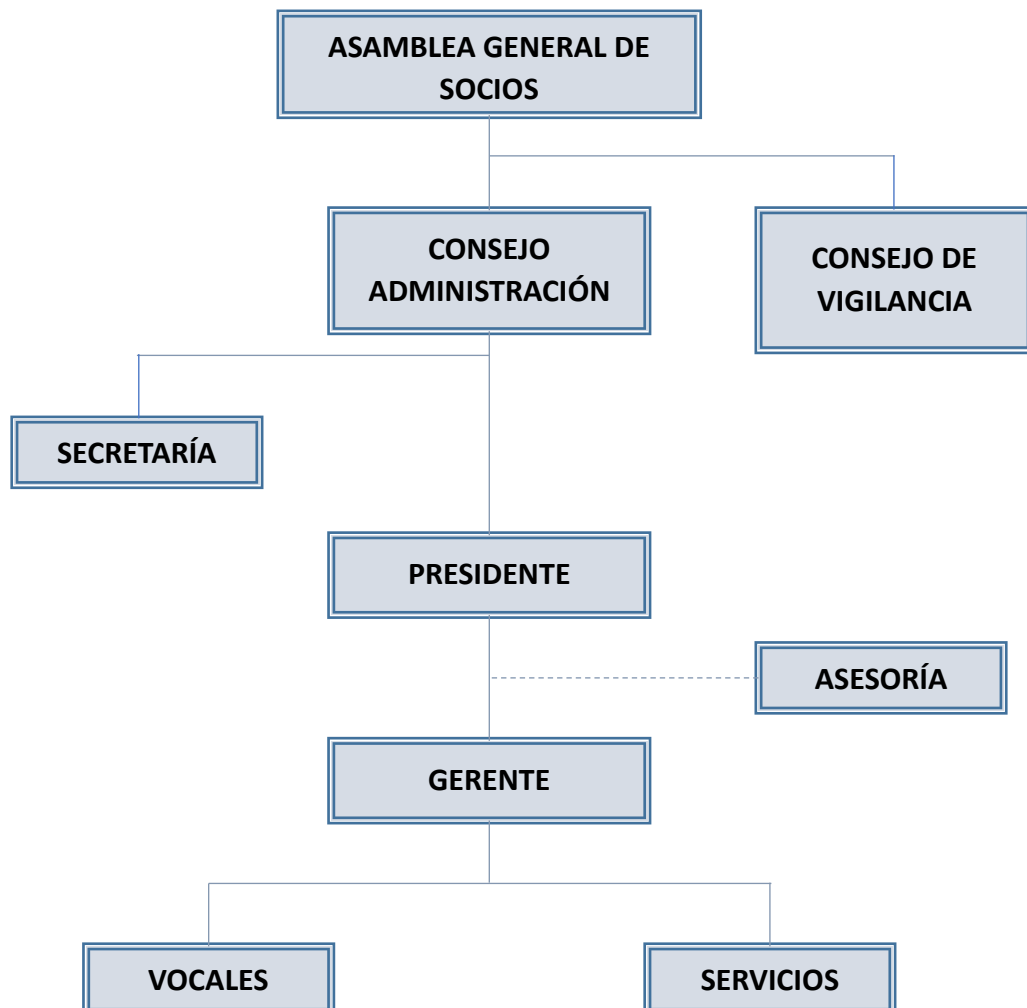 ASAMBLEA GENERAL DE
SOCIOS
CONSEJO
ADMINISTRACIÓN
CONSEJO DE
VIGILANCIA
SECRETARÍA
PRESIDENTE
ASESORÍA
GERENTE
VOCALES
SERVICIOS